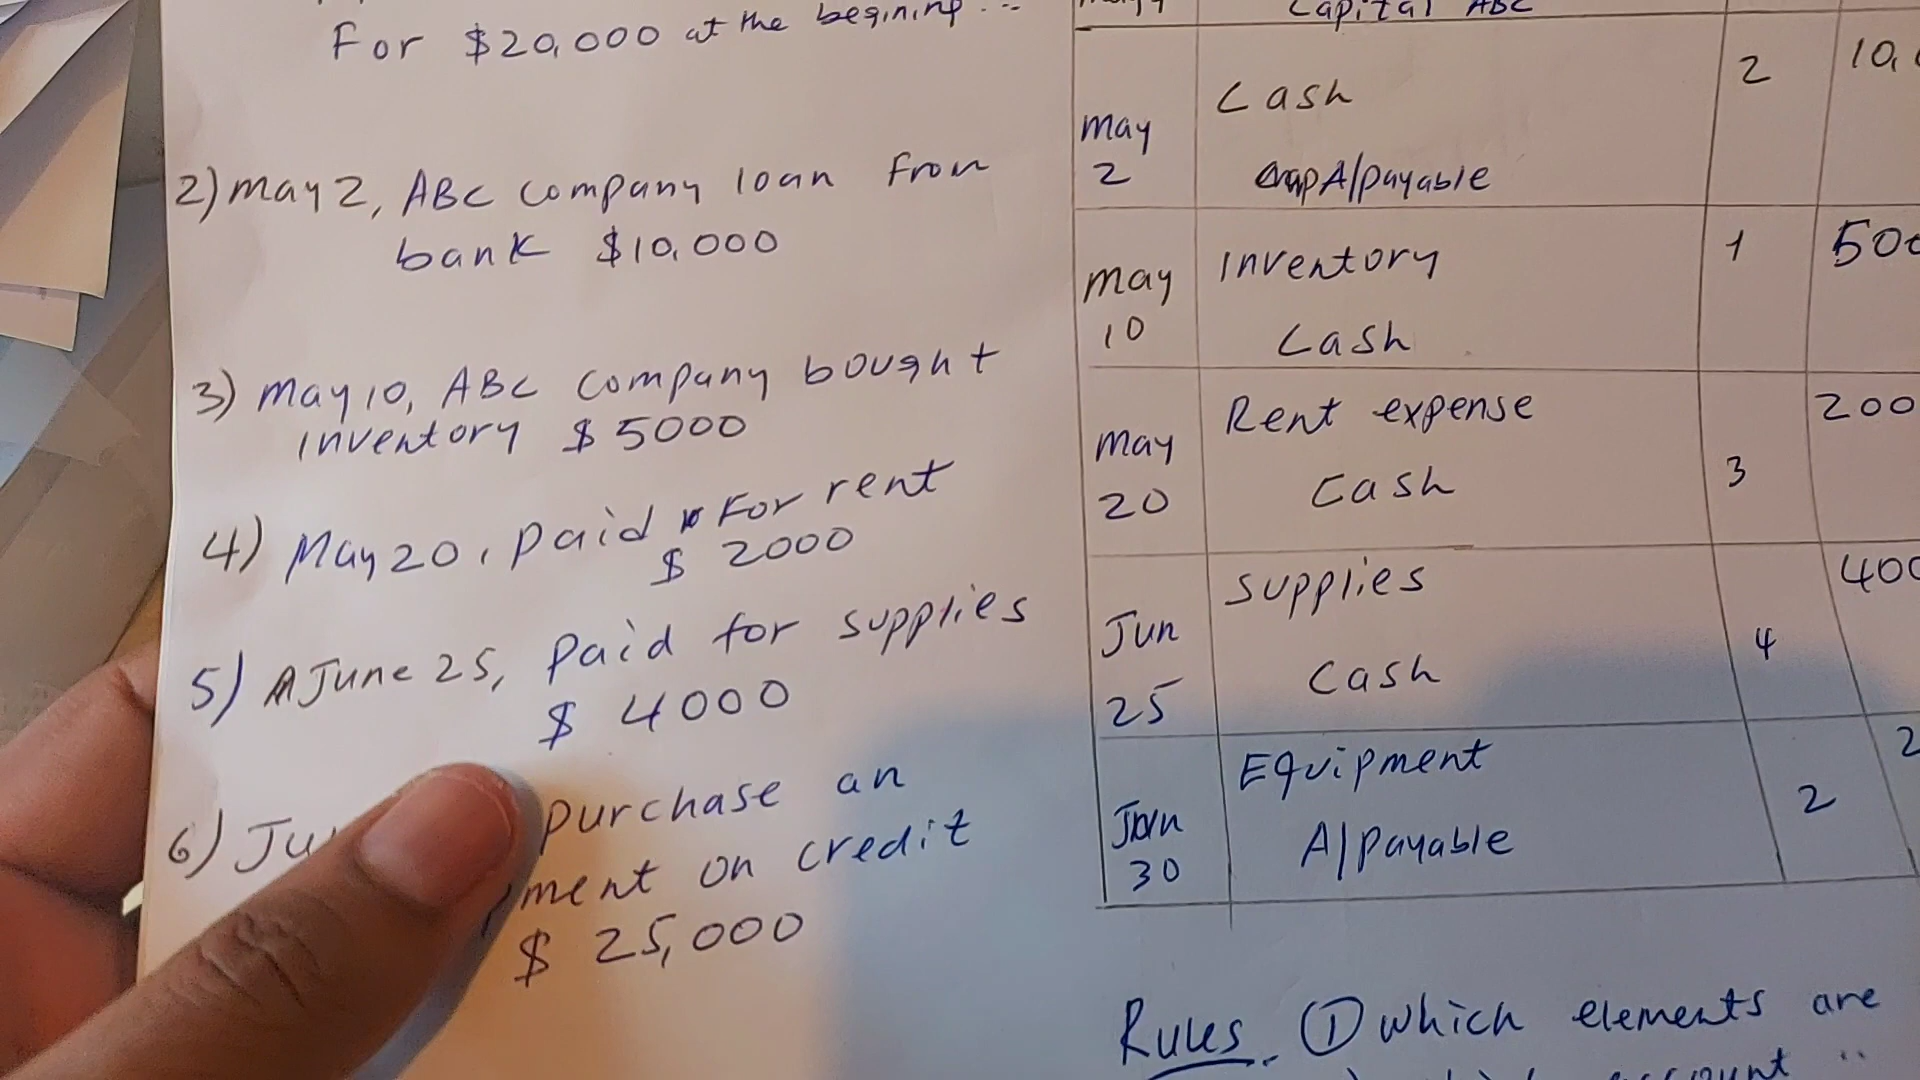 For $20,000 at the begining...
2) may 2, ABC company loan from
bank $10,000
3) may 10, ABC company bought
inventory $5000
4) May 20, paid For rent
$ 2000
5) June 25, Paid for supplies
$ 4000
6) Ju purchase an
ment on credit
$ 25,000
Capital ABC
May 2
Cash
A/payable
2
10,
May 10
Inventory
Cash
1
500
May 20
Rent expense
Cash
3
200
Jun 25
Supplies
Cash
4
400
Jun 30
Equipment
A/Payable
2
2
Rules. ① which elements are
account